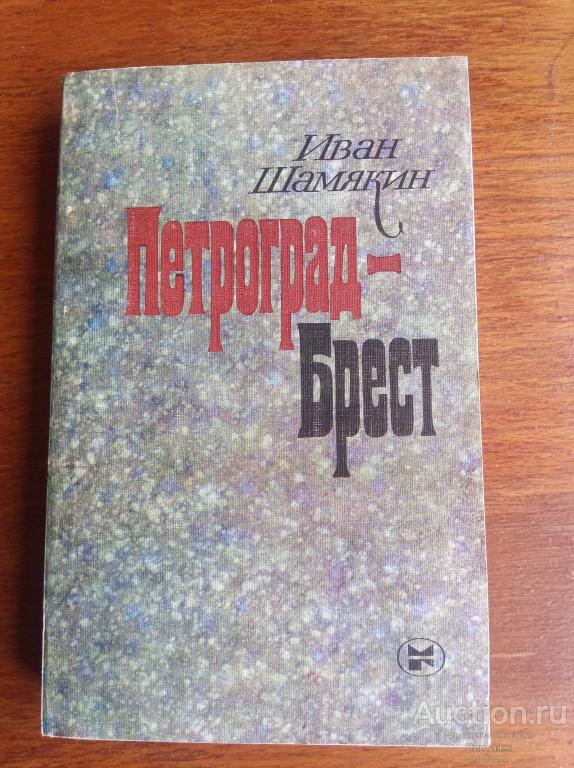 Иван
Шамякин
Петроград –
Брест
Auction.ru